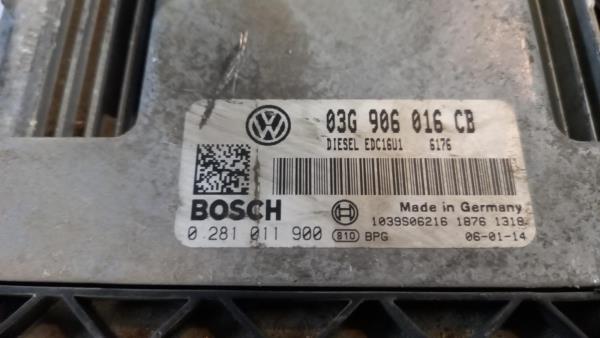 03G 906 016 CB
DIESEL EDC16U1 6176
BOSCH
Made in Germany
1039S06216 1876 1318
0 281 011 900 810 BPG 06-01-14